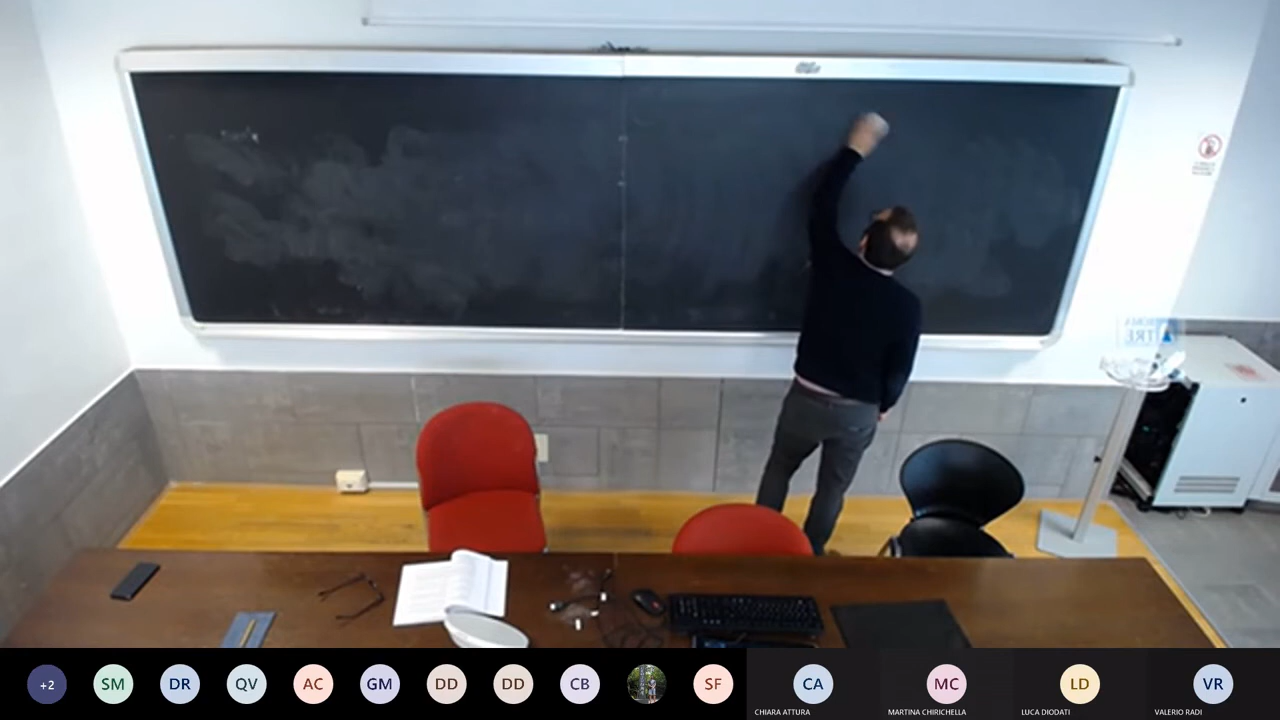 +2
SM
DR
QV
AC
GM
DD
DD
CB
SF
CA
MC
LD
VR
CHIARA ATTURA
MARTINA CHIRICHELLA
LUCA DIODATI
VALERIO RADI